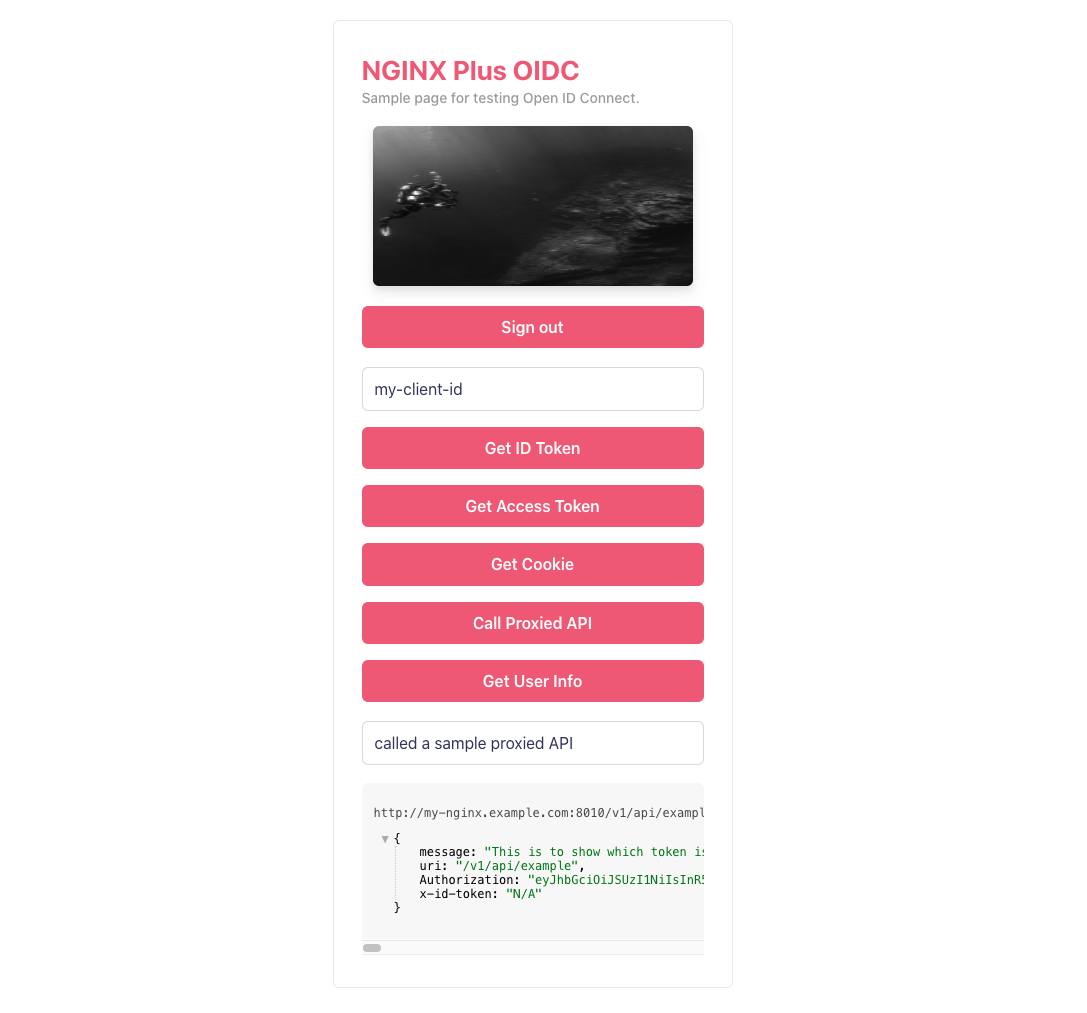 NGINX Plus OIDC
Sample page for testing Open ID Connect.
Sign out
my-client-id
Get ID Token
Get Access Token
Get Cookie
Call Proxied API
Get User Info
called a sample proxied API
http://my-nginx.example.com:8010/v1/api/exampl
{
message: "This is to show which token is
uri: "/v1/api/example",
Authorization: "eyJhbGciOiJSUzI1NiIsInR5
x-id-token: "N/A"
}